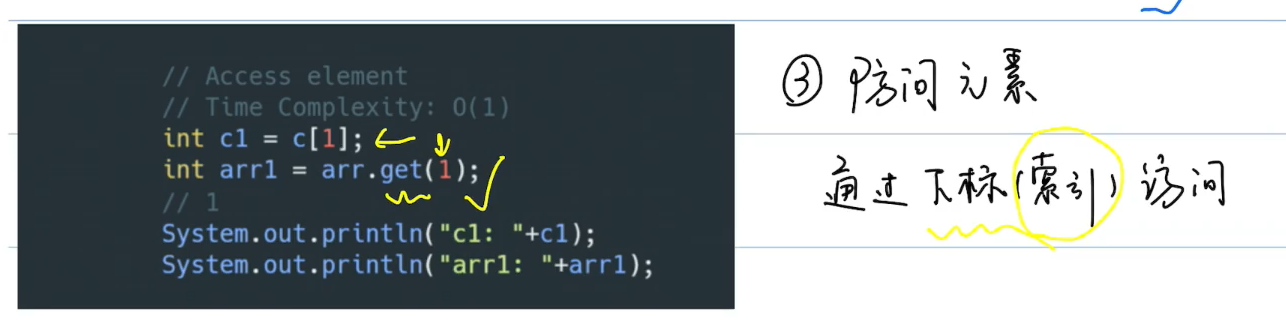 // Access element
// Time Complexity: O(1)
int c1 = c[1];
int arr1 = arr.get(1);
// 1
System.out.println("c1: "+c1);
System.out.println("arr1: "+arr1);
③ 访问元素
通过下标(索引)访问